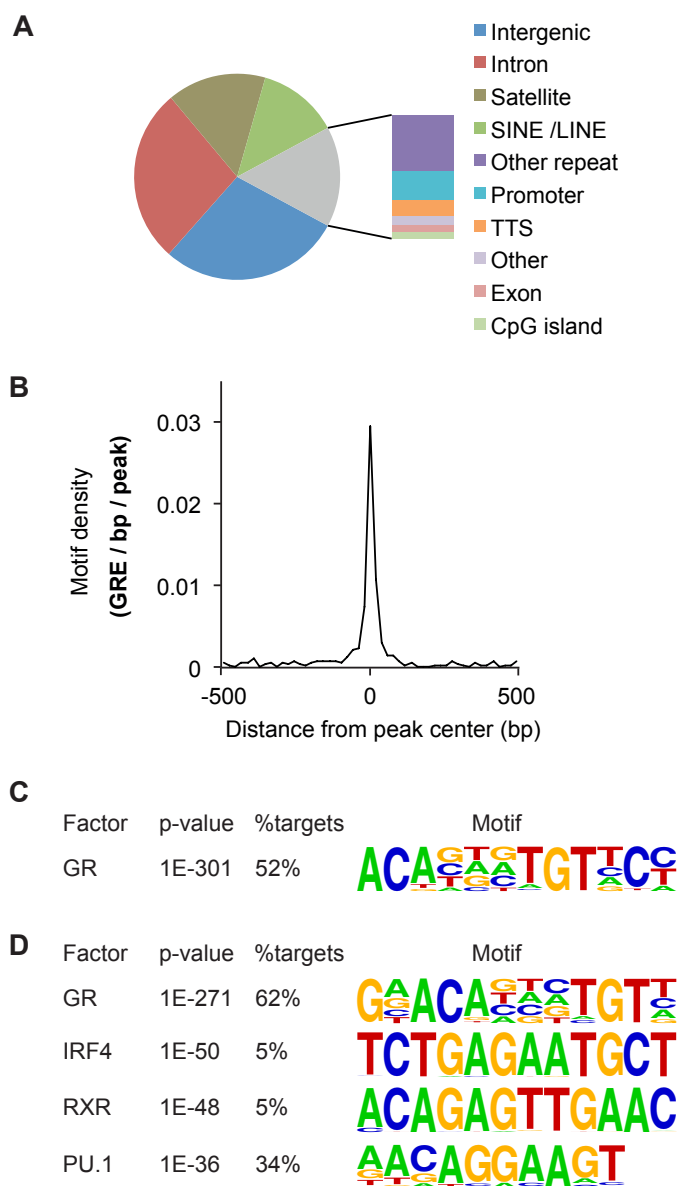 A
Intergenic
Intron
Satellite
SINE /LINE
Other repeat
Promoter
TTS
Other
Exon
CpG island
B
Motif density
(GRE / bp / peak)
0.03
0.02
0.01
0
-500 0 500
Distance from peak center (bp)
C
Factor p-value %targets Motif
GR 1E-301 52% ACAGTGTGTTCC
D
Factor p-value %targets Motif
GR 1E-271 62% GAACAGTCTGTT
IRF4 1E-50 5% TCTGAGAATGCT
RXR 1E-48 5% ACAGAGTTGAAC
PU.1 1E-36 34% AACAGGAAGT